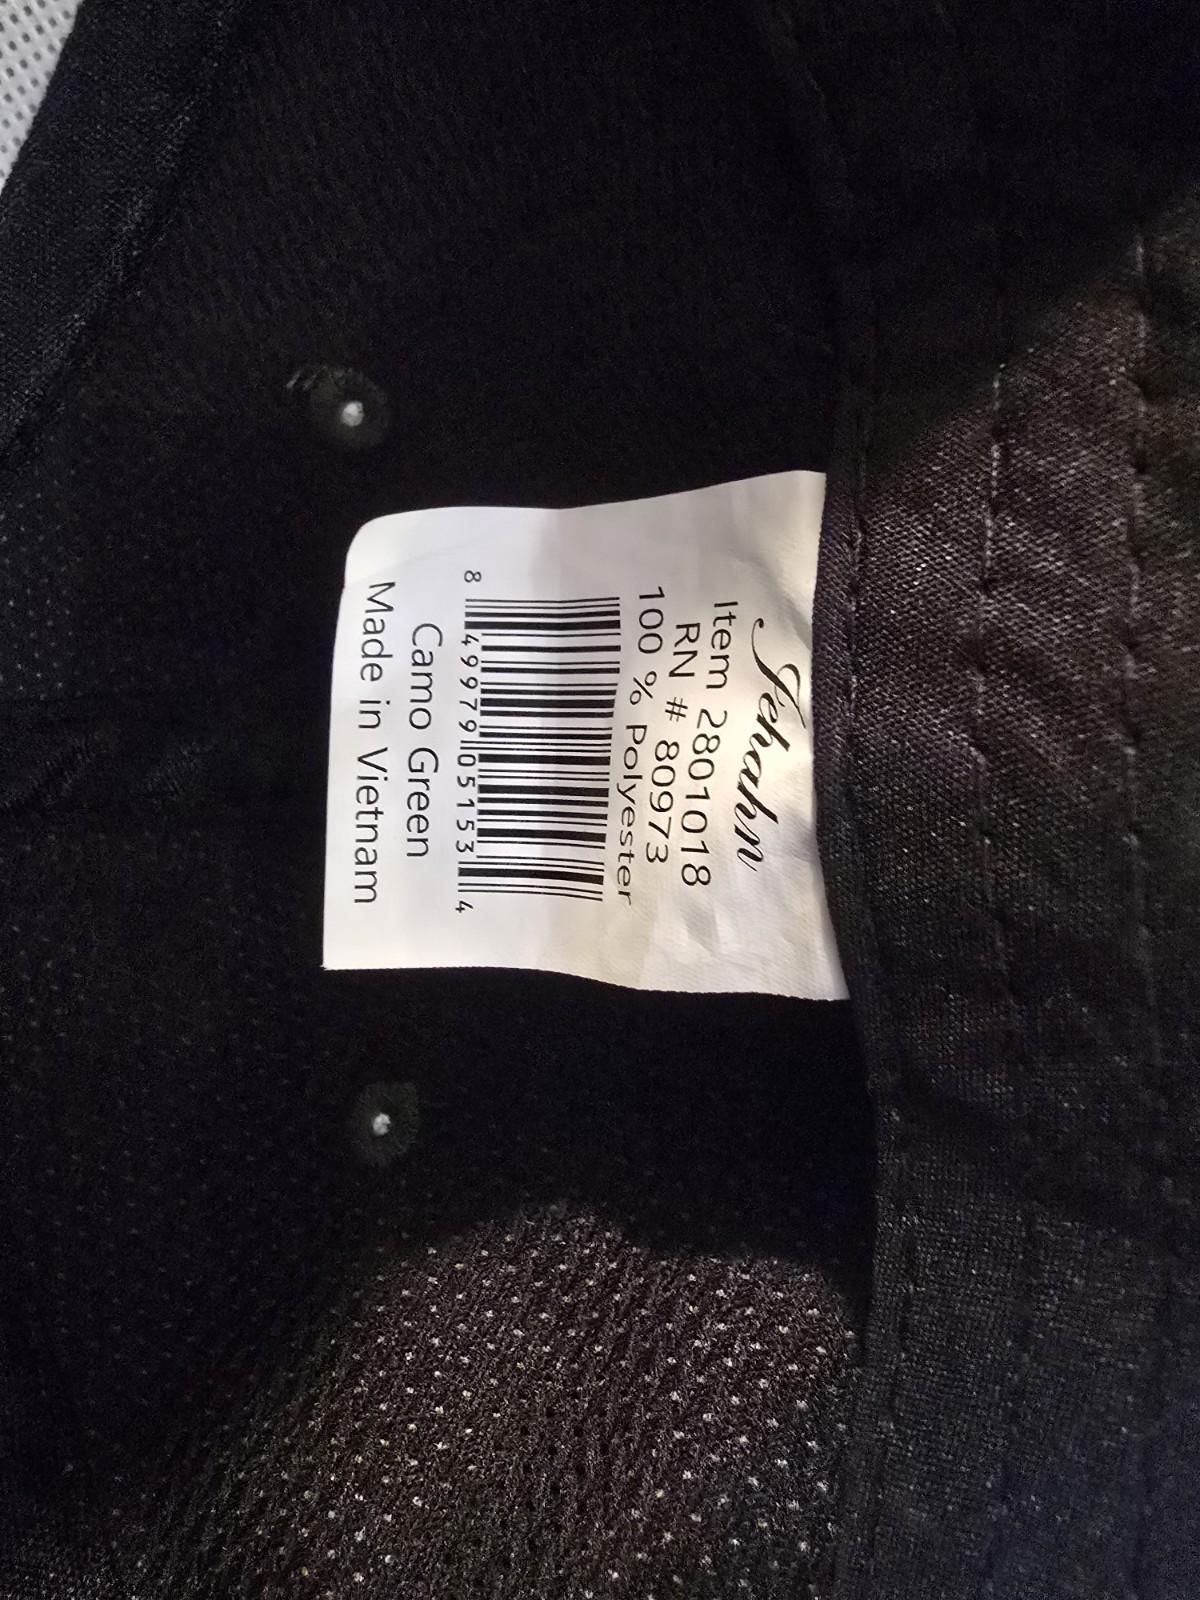 Jehahn
Item 2801018
RN # 80973
100 % Polyester
8 49979 05153 4
Camo Green
Made in Vietnam